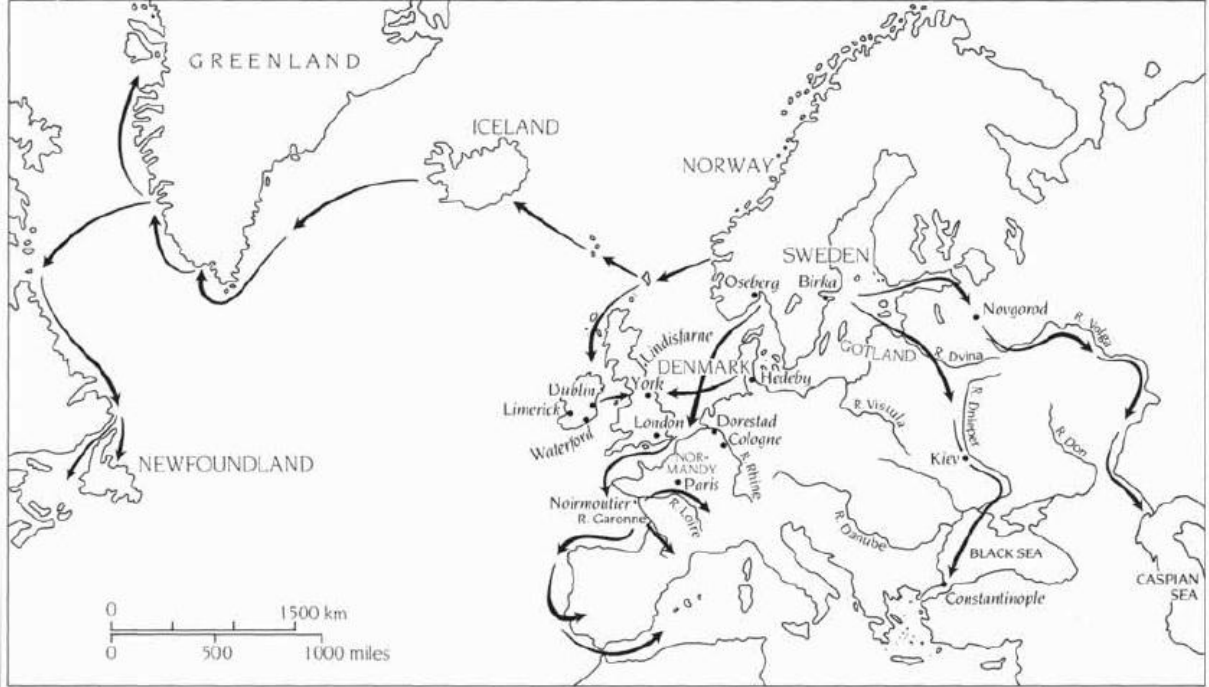 GREENLAND
ICELAND
NORWAY
SWEDEN
Oseberg
Birka
Novgorod
R. Volga
Lindisfarne
GOTLAND
R. Dvina
DENMARK
Hedeby
York
Dublin
Limerick
Waterford
London
Dorestad
Cologne
R. Vistula
R. Dnieper
R. Don
NEWFOUNDLAND
NOR-
MANDY
Paris
R. Rhine
Kiev
Noirmoutier
R. Loire
R. Garonne
R. Danube
BLACK SEA
CASPIAN
SEA
Constantinople
0 1500 km
0 500 1000 miles